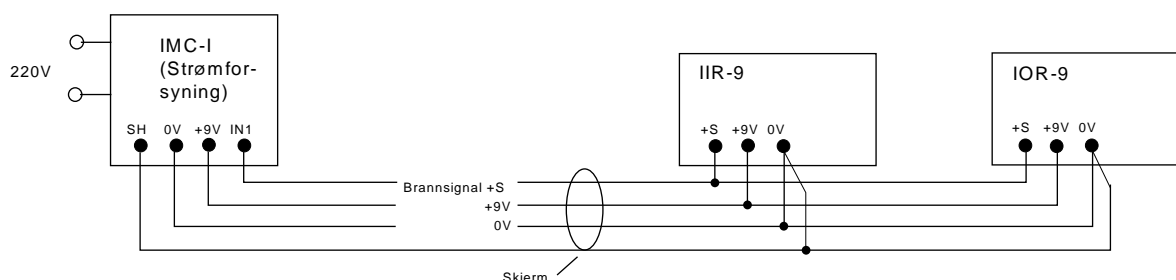 220V
IMC-I
(Strømfor-
syning)
SH 0V +9V IN1
IIR-9
+S +9V 0V
IOR-9
+S +9V 0V
Brannsignal +S
+9V
0V
Skjerm